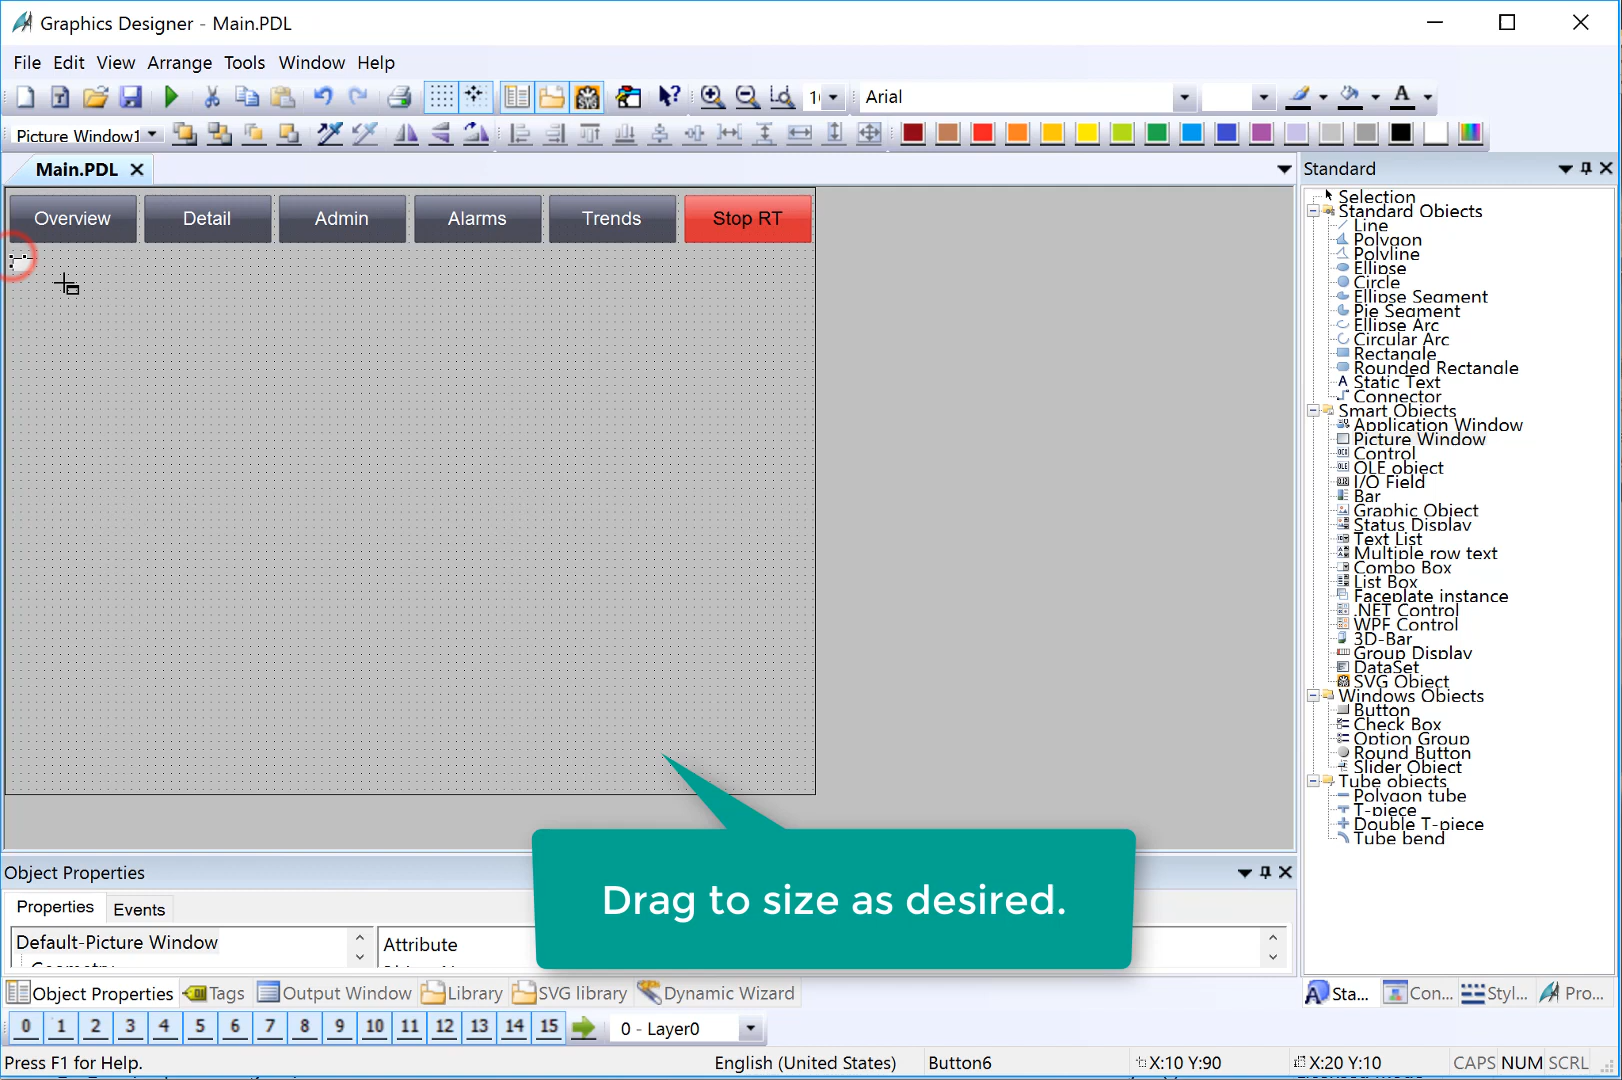 Graphics Designer - Main.PDL
File Edit View Arrange Tools Window Help
Arial
Picture Window1
Main.PDL
Standard
Overview Detail Admin Alarms Trends Stop RT
Selection
Standard Objects
Line
Polygon
Polyline
Ellipse
Circle
Ellipse Segment
Pie Segment
Ellipse Arc
Circular Arc
Rectangle
Rounded Rectangle
Static Text
Connector
Smart Objects
Application Window
Picture Window
Control
OLE object
I/O Field
Bar
Graphic Object
Status Display
Text List
Multiple row text
Combo Box
List Box
Faceplate instance
.NET Control
WPF Control
3D-Bar
Group Display
DataSet
SVG Object
Windows Objects
Button
Check Box
Option Group
Round Button
Slider Object
Tube objects
Polygon tube
T-piece
Double T-piece
Tube bend
Drag to size as desired.
Object Properties
Properties Events
Default-Picture Window
Geometry
Attribute
Object Properties Tags Output Window Library SVG library Dynamic Wizard
Sta... Con... Styl... Pro...
0 1 2 3 4 5 6 7 8 9 10 11 12 13 14 15 0 - Layer0
Press F1 for Help. English (United States) Button6 X:10 Y:90 X:20 Y:10 CAPS NUM SCRL